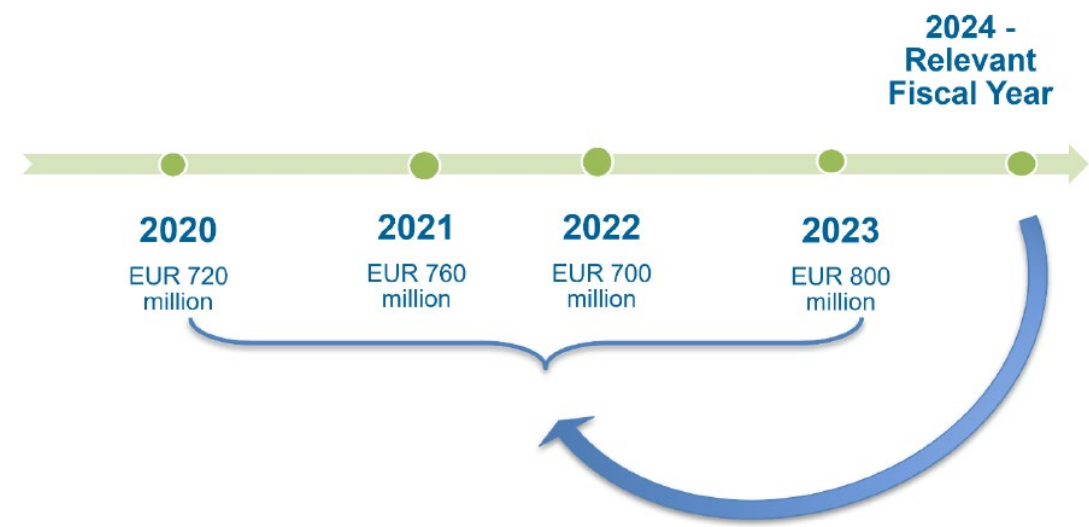 2024 -
Relevant
Fiscal Year
2020
EUR 720
million
2021
EUR 760
million
2022
EUR 700
million
2023
EUR 800
million